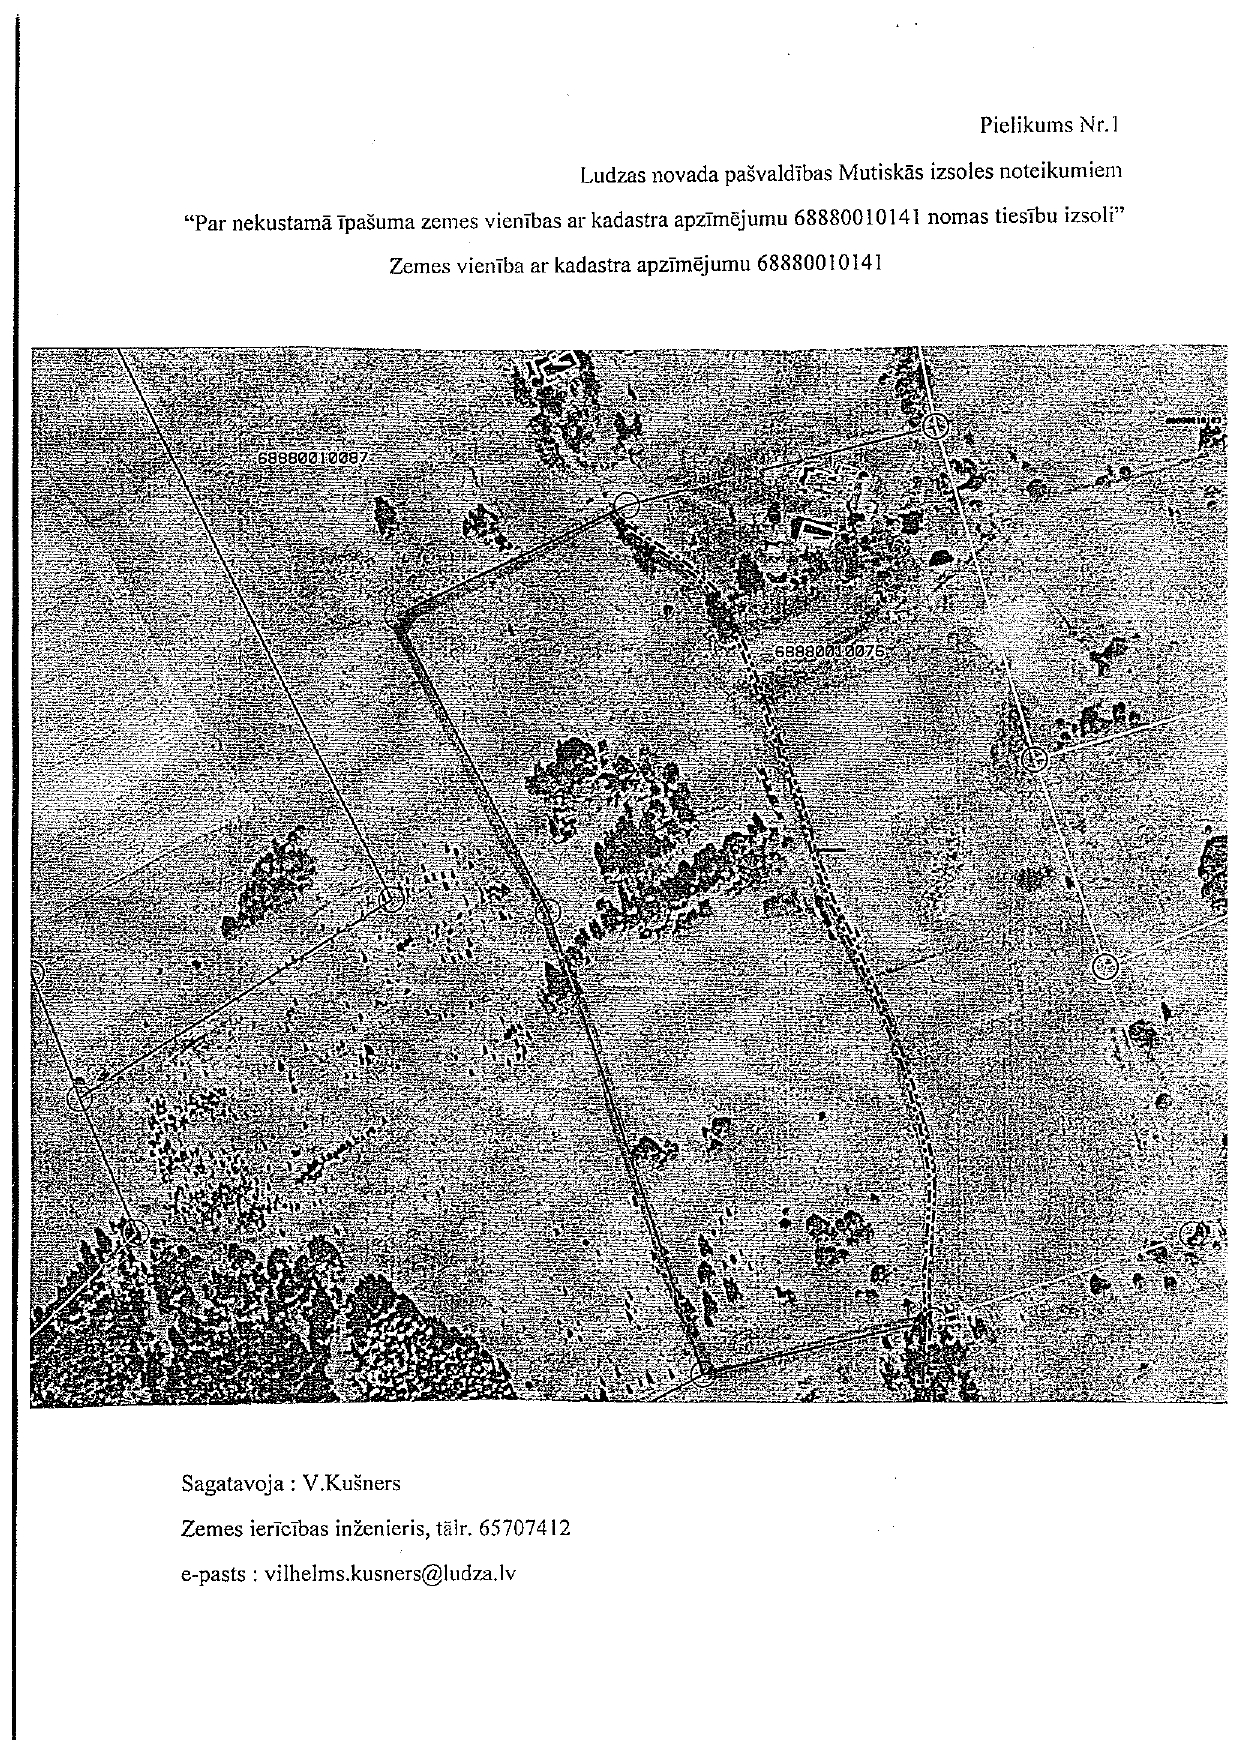 Pielikums Nr.1
Ludzas novada pašvaldības Mutiskās izsoles noteikumiem
“Par nekustamā īpašuma zemes vienības ar kadastra apzīmējumu 68880010141 nomas tiesību izsoli”
Zemes vienība ar kadastra apzīmējumu 68880010141
68880010087
68880010076
Sagatavoja : V.Kušners
Zemes ierīcības inženieris, tālr. 65707412
e-pasts : vilhelms.kusners@ludza.lv